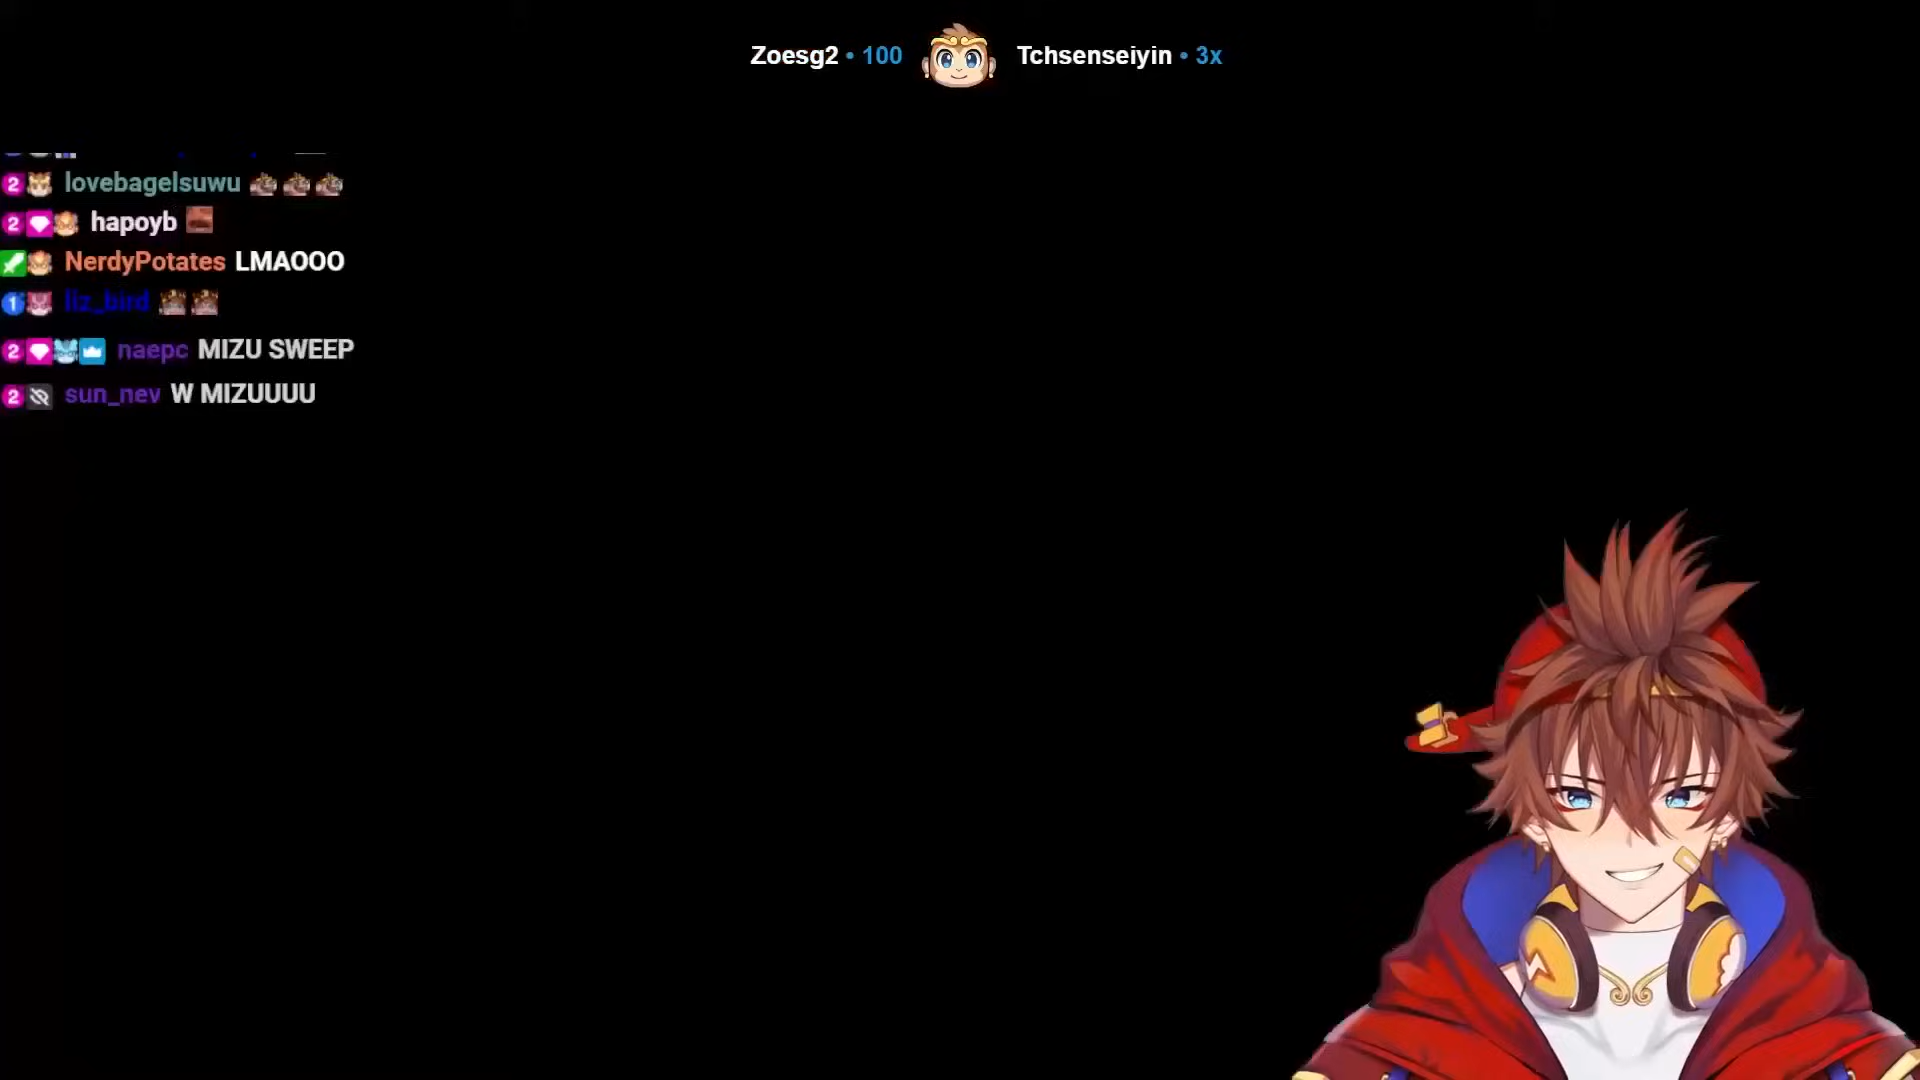 Zoesg2 • 100 Tchsenseiyin • 3x
2 lovebagelsuwu
2 hapoyb
NerdyPotates LMAOOO
1 liz_bird
2 naepc MIZU SWEEP
2 sun_nev W MIZUUUU